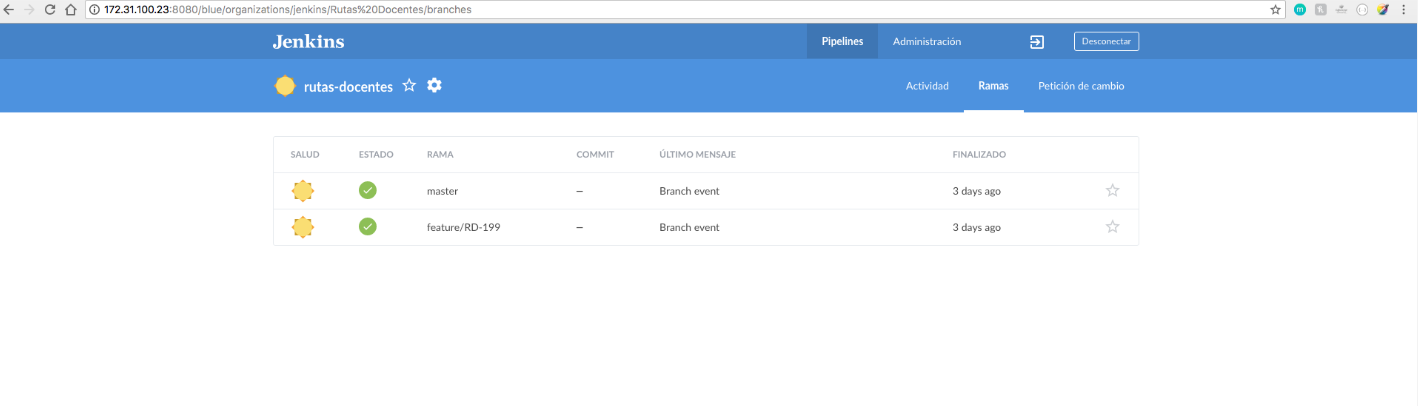 172.31.100.23:8080/blue/organizations/jenkins/Rutas%20Docentes/branches
Jenkins
Pipelines
Administración
Desconectar
rutas-docentes
Actividad
Ramas
Petición de cambio
SALUD ESTADO RAMA COMMIT ÚLTIMO MENSAJE FINALIZADO
master – Branch event 3 days ago
feature/RD-199 – Branch event 3 days ago